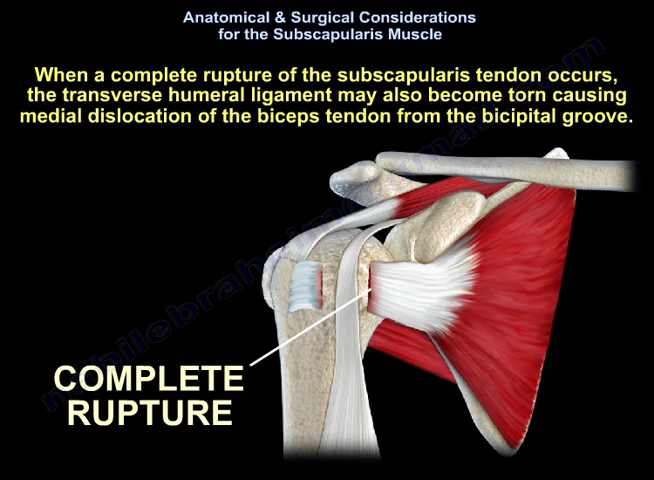 Anatomical & Surgical Considerations
for the Subscapularis Muscle
When a complete rupture of the subscapularis tendon occurs,
the transverse humeral ligament may also become torn causing
medial dislocation of the biceps tendon from the bicipital groove.
COMPLETE
RUPTURE